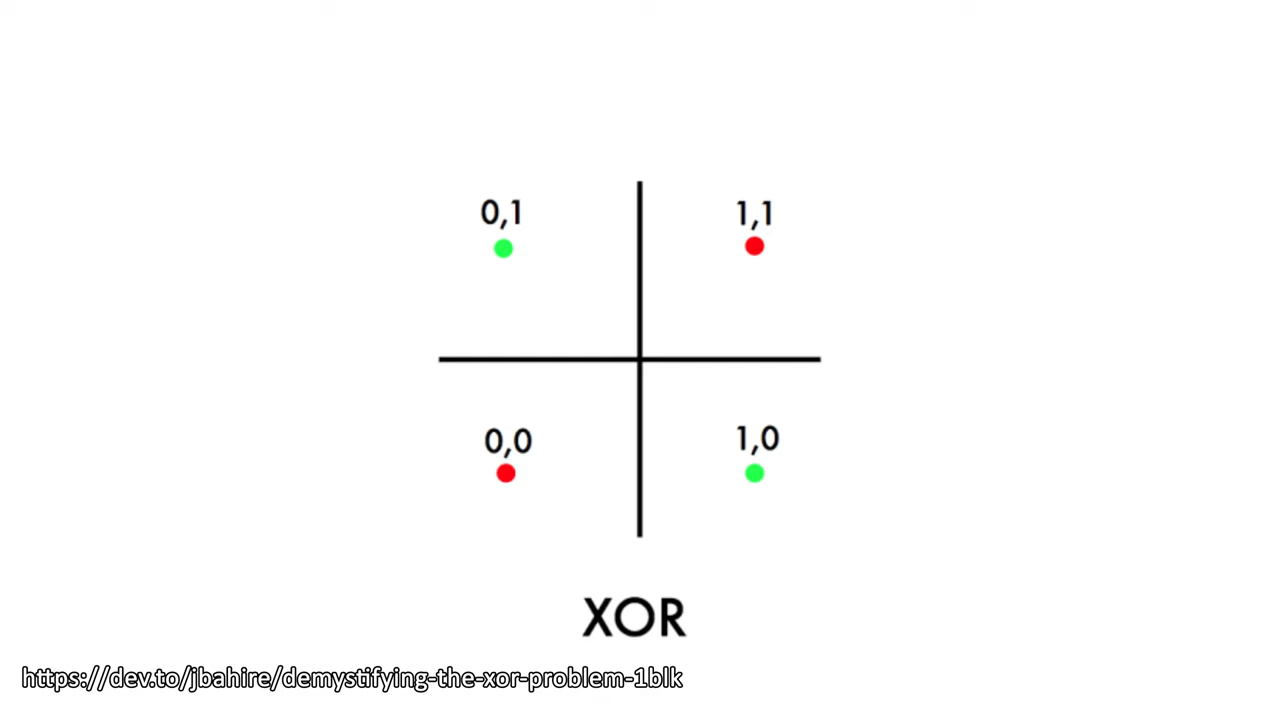 0,1
1,1
0,0
1,0
XOR
https://dev.to/jbahire/demystifying-the-xor-problem-1blk